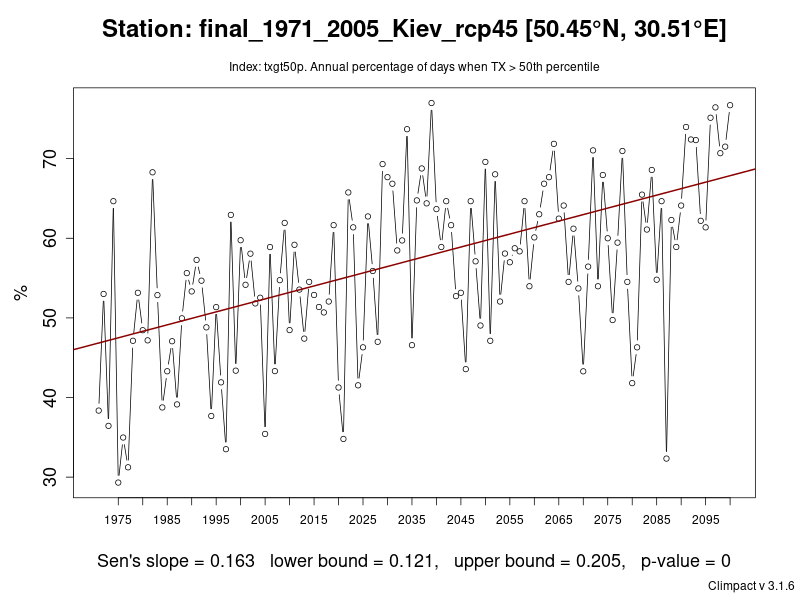 Station: final_1971_2005_Kiev_rcp45 [50.45°N, 30.51°E]
Index: txgt50p. Annual percentage of days when TX > 50th percentile
70
60
%
50
40
30
1975 1985 1995 2005 2015 2025 2035 2045 2055 2065 2075 2085 2095
Sen's slope = 0.163 lower bound = 0.121, upper bound = 0.205, p-value = 0
Climpact v 3.1.6